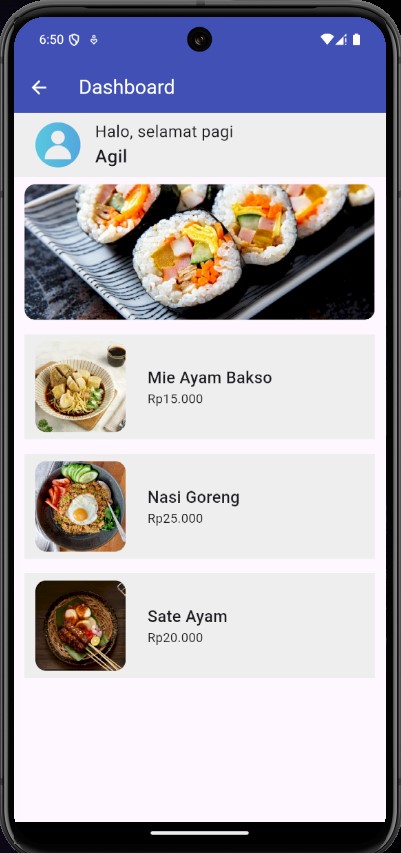 6:50
Dashboard
Halo, selamat pagi
Agil
Mie Ayam Bakso
Rp15.000
Nasi Goreng
Rp25.000
Sate Ayam
Rp20.000